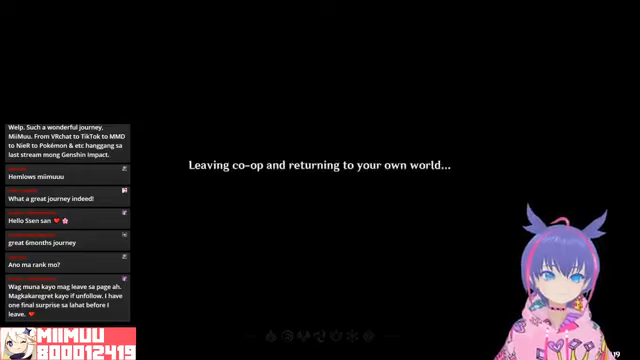 Welp. Such a wonderful journey,
MiiMuu. From VRchat to TikTok to MMD
to NieR to Pokémon & etc hanggang sa
last stream mong Genshin Impact.
Hemlows miimuuu
What a great journey indeed!
Hello Ssen san ❤️ 🌸
great 6months journey
Ano ma rank mo?
Wag muna kayo mag leave sa page ah.
Magkakaregret kayo if unfollow. I have
one final surprise sa lahat before I
leave. ❤️
Leaving co-op and returning to your own world...
MIIMUU
800012419
19